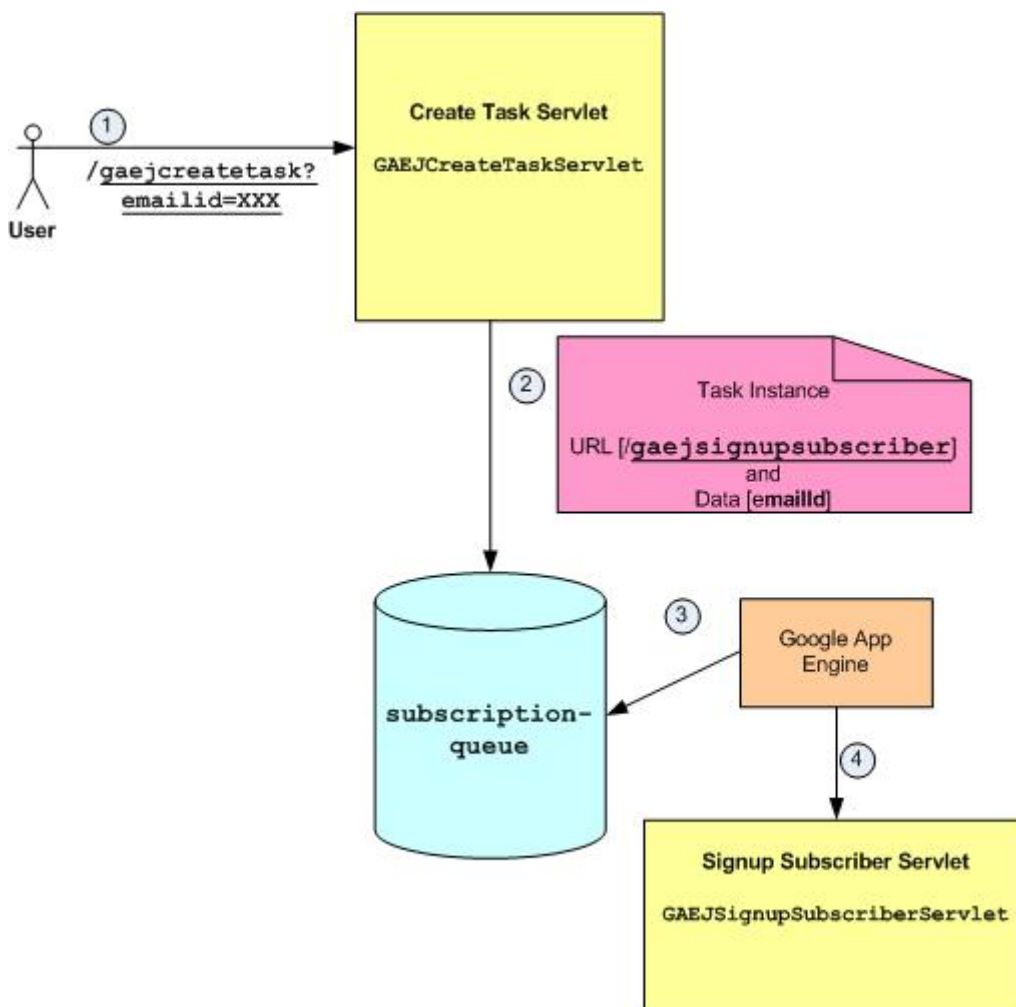 Create Task Servlet
GAEJCreateTaskServlet
1
/gaejcreatetask?
emailid=XXX
User
2
Task Instance
URL [/gaejsignupsubscriber]
and
Data [emailId]
3
Google App
Engine
subscription-
queue
4
Signup Subscriber Servlet
GAEJSignupSubscriberServlet